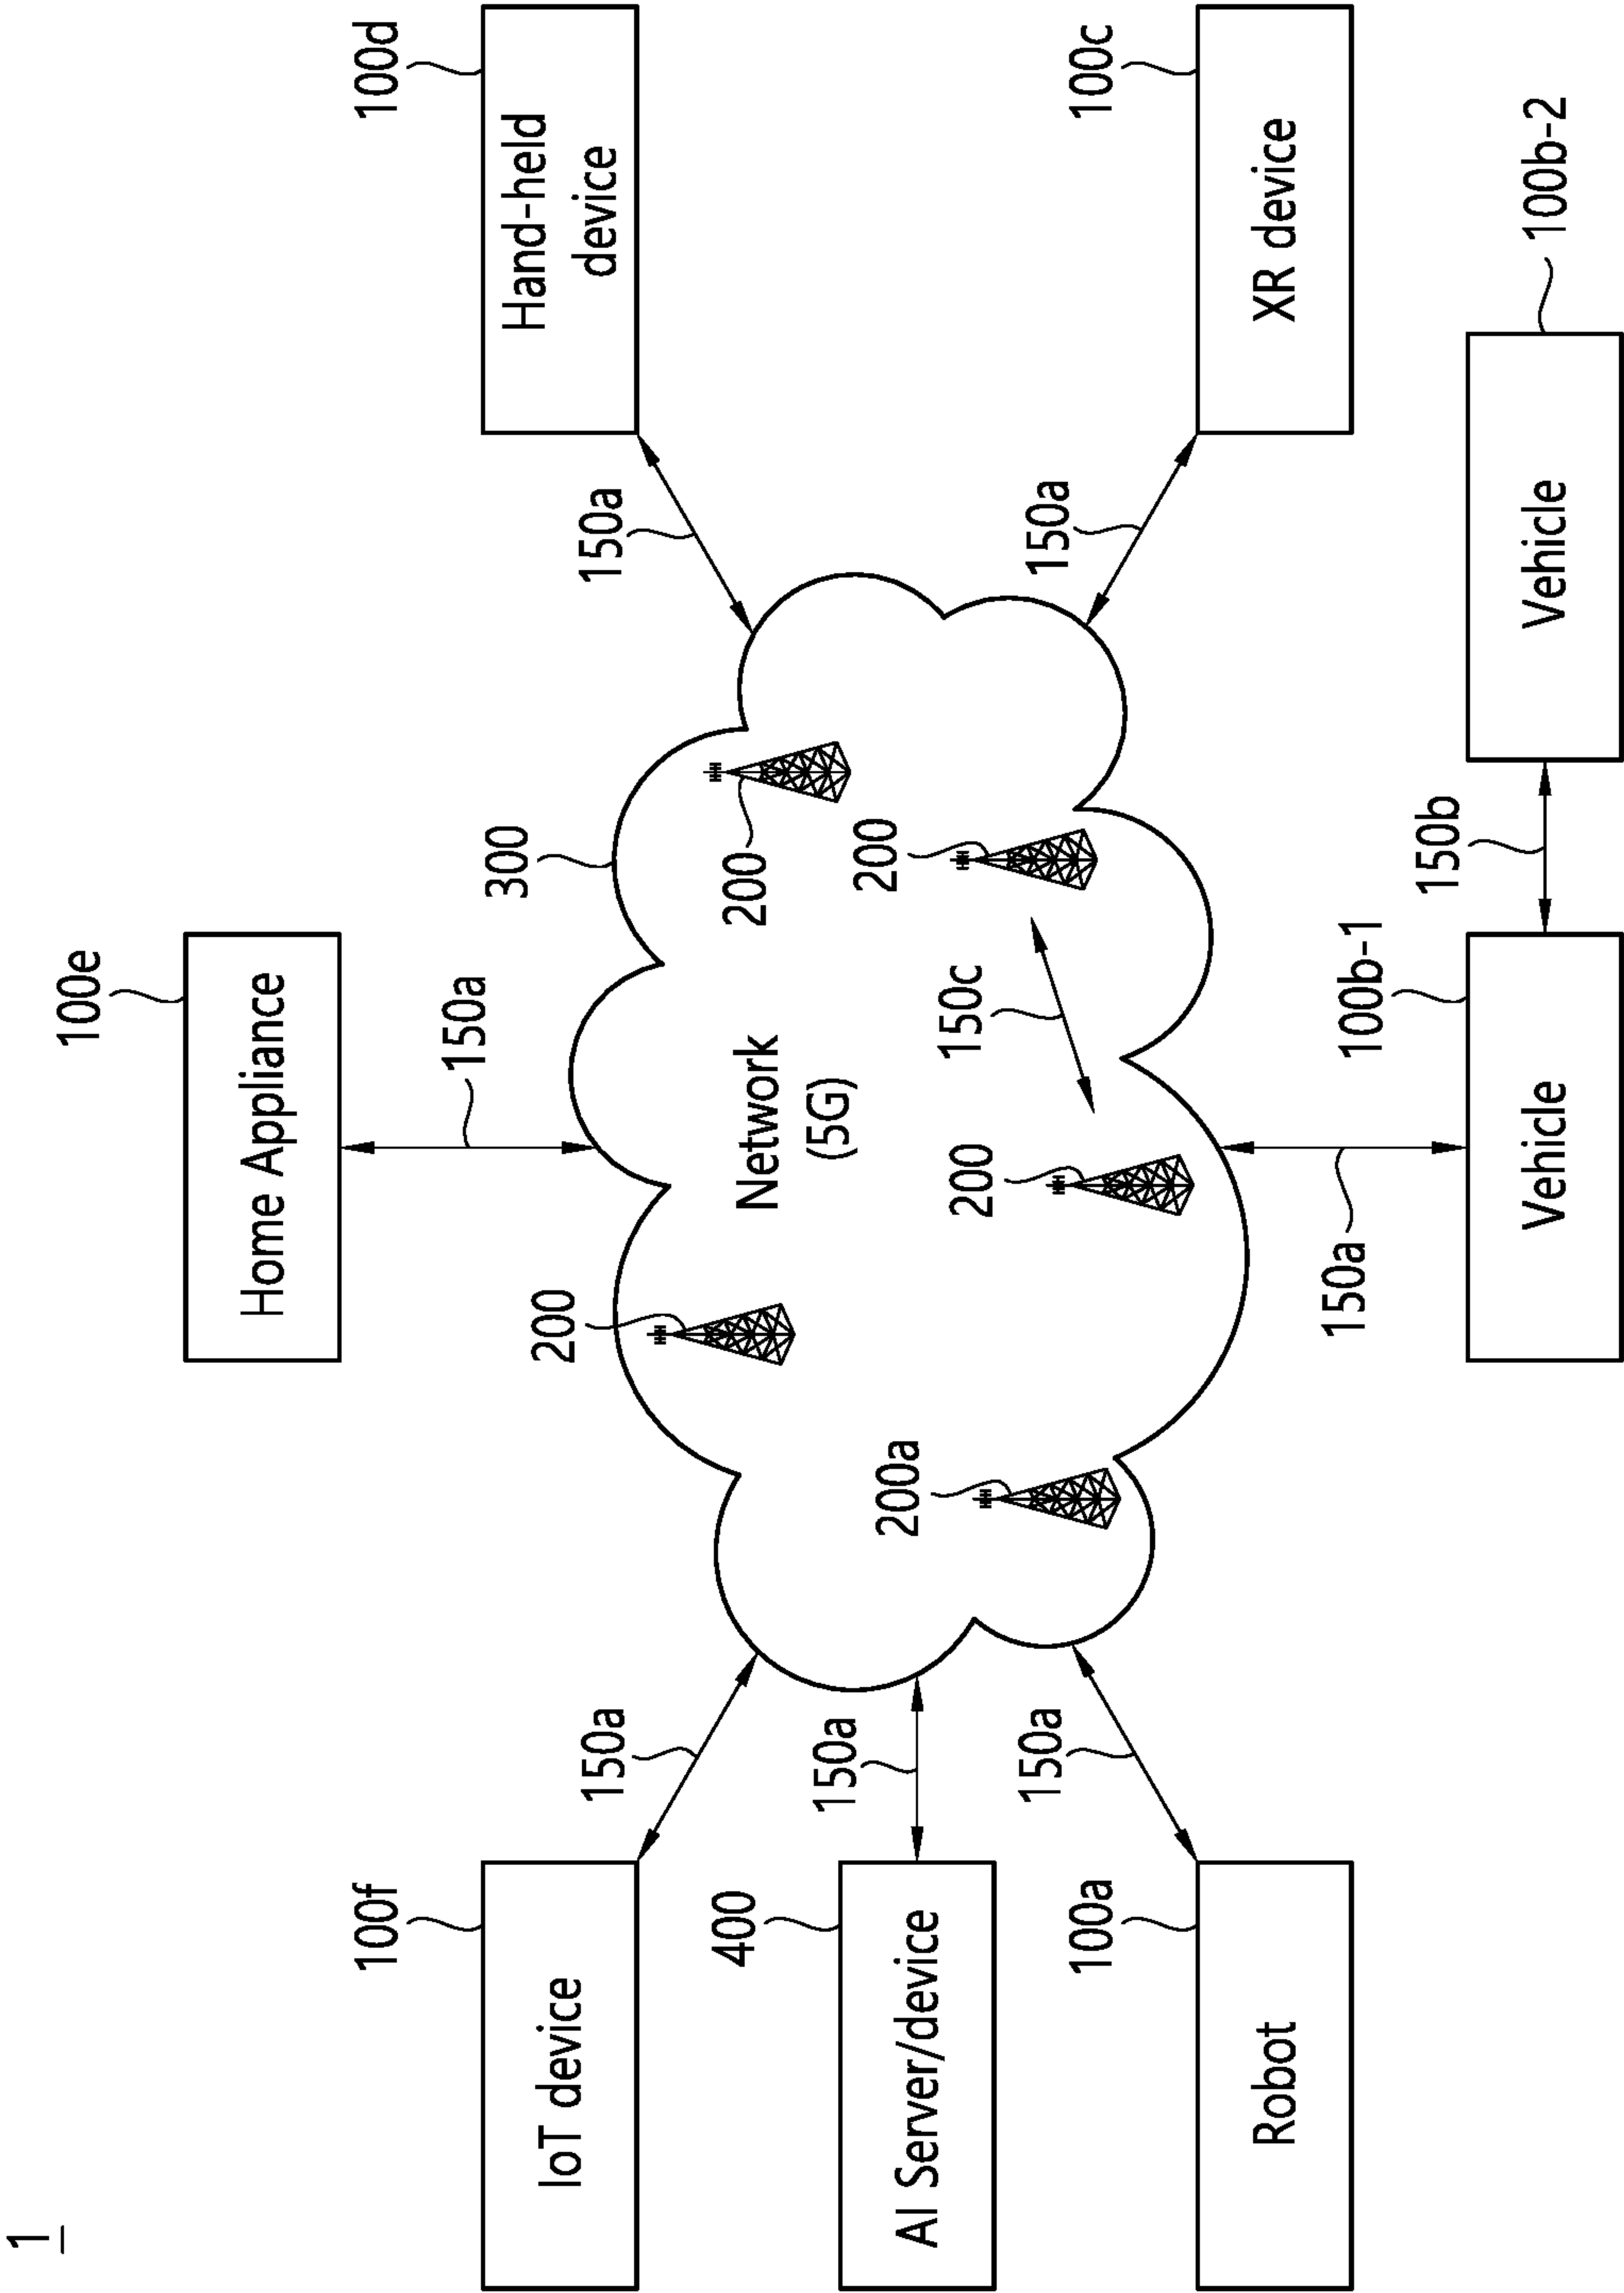 1
100e
Home Appliance
150a
100f
IoT device
150a
300
100d
Hand-held
device
150a
200
200
Network
(5G)
400
AI Server/device
150a
200a
200
200
150c
100a
Robot
150a
150a
100c
XR device
150a
100b-1
Vehicle
150b
Vehicle
100b-2